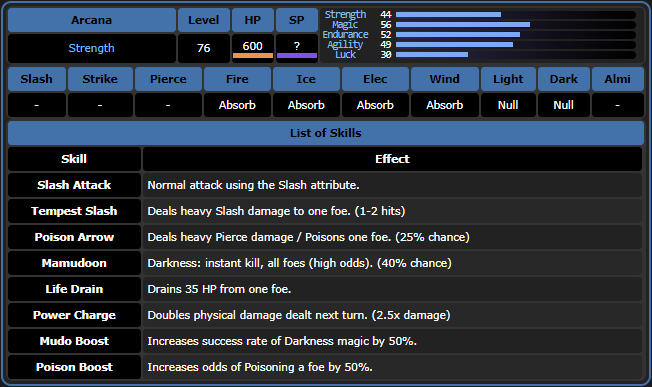 Arcana Level HP SP
Strength 76 600 ?
Strength 44
Magic 56
Endurance 52
Agility 49
Luck 30
Slash Strike Pierce Fire Ice Elec Wind Light Dark Almi
- - - Absorb Absorb Absorb Absorb Null Null -
List of Skills
Skill Effect
Slash Attack Normal attack using the Slash attribute.
Tempest Slash Deals heavy Slash damage to one foe. (1-2 hits)
Poison Arrow Deals heavy Pierce damage / Poisons one foe. (25% chance)
Mamudoon Darkness: instant kill, all foes (high odds). (40% chance)
Life Drain Drains 35 HP from one foe.
Power Charge Doubles physical damage dealt next turn. (2.5x damage)
Mudo Boost Increases success rate of Darkness magic by 50%.
Poison Boost Increases odds of Poisoning a foe by 50%.